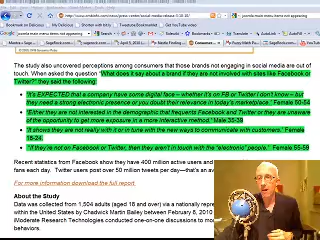 The study also uncovered perceptions among consumers that those brands not engaging in social media are out of
touch. When asked the question "What does it say about a brand if they are not involved with sites like Facebook or
Twitter?" they said the following:
"It's EXPECTED that a company have some digital face – whether it's on FB or Twitter I don't know – but
they need a strong electronic presence or you doubt their relevance in today's marketplace." Female 50-54
"Either they are not interested in the demographic that frequents Facebook and Twitter or they are unaware
of the opportunity to get more exposure in a more interactive method." Male 35-39
"It shows they are not really with it or in tune with the new ways to communicate with customers." Female
18-24
"If they're not on Facebook or Twitter, then they aren't in touch with the "electronic" people." Female 55-59
Recent statistics from Facebook show they have 400 million active users and
fans each day. Twitter users post over 50 million tweets per day—that's an av
For more information download the full report
About the Study
Data was collected from 1,504 adults (aged 18 and over) via a nationally repre
within the United States by Chadwick Martin Bailey between February 6, 2010
iModerate Research Technologies conducted one-on-one discussions to mor
behaviors.